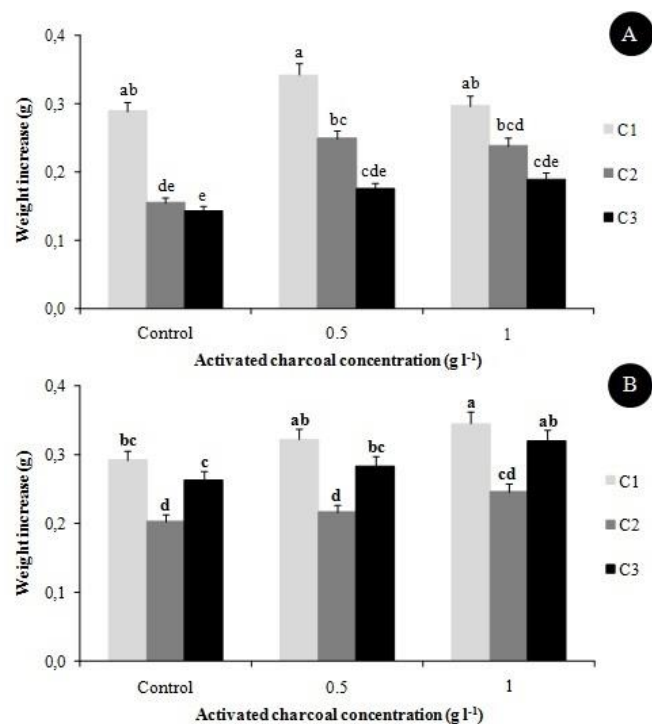 A
0,4
0,3
0,2
0,1
0,0
Weight increase (g)
ab
de
e
a
bc
cde
ab
bcd
cde
C1
C2
C3
Control
0.5
1
Activated charcoal concentration (g l⁻¹)
B
0,4
0,3
0,2
0,1
0,0
Weight increase (g)
bc
d
c
ab
d
bc
a
cd
ab
C1
C2
C3
Control
0.5
1
Activated charcoal concentration (g l⁻¹)